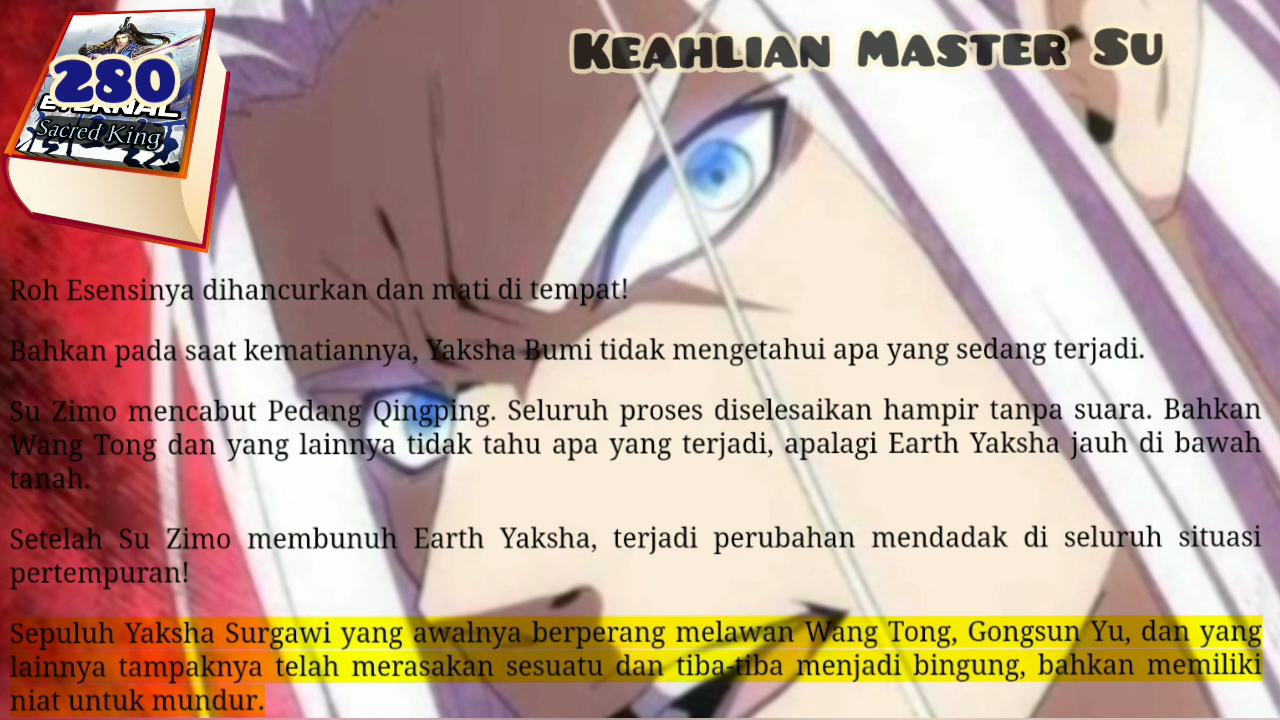 Keahlian Master Su
280
ETERNAL
Sacred King
Roh Esensinya dihancurkan dan mati di tempat!
Bahkan pada saat kematiannya, Yaksha Bumi tidak mengetahui apa yang sedang terjadi.
Su Zimo mencabut Pedang Qingping. Seluruh proses diselesaikan hampir tanpa suara. Bahkan
Wang Tong dan yang lainnya tidak tahu apa yang terjadi, apalagi Earth Yaksha jauh di bawah
tanah.
Setelah Su Zimo membunuh Earth Yaksha, terjadi perubahan mendadak di seluruh situasi
pertempuran!
Sepuluh Yaksha Surgawi yang awalnya berperang melawan Wang Tong, Gongsun Yu, dan yang
lainnya tampaknya telah merasakan sesuatu dan tiba-tiba menjadi bingung, bahkan memiliki
niat untuk mundur.